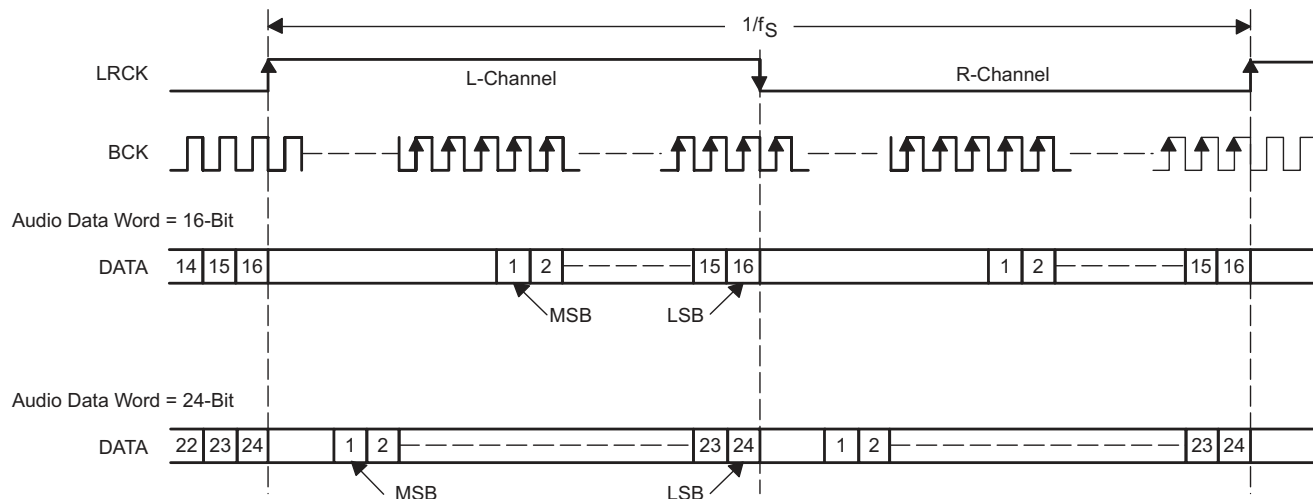 1/fS
LRCK
L-Channel
R-Channel
BCK
Audio Data Word = 16-Bit
DATA
14 15 16 1 2 15 16 1 2 15 16
MSB LSB
Audio Data Word = 24-Bit
DATA
22 23 24 1 2 23 24 1 2 23 24
MSB LSB